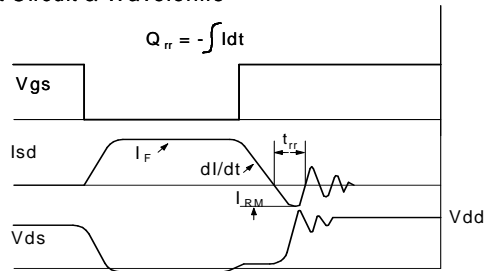 Q rr = - ∫ Idt
Vgs
Isd
I F
dI/dt
t rr
I RM
Vdd
Vds